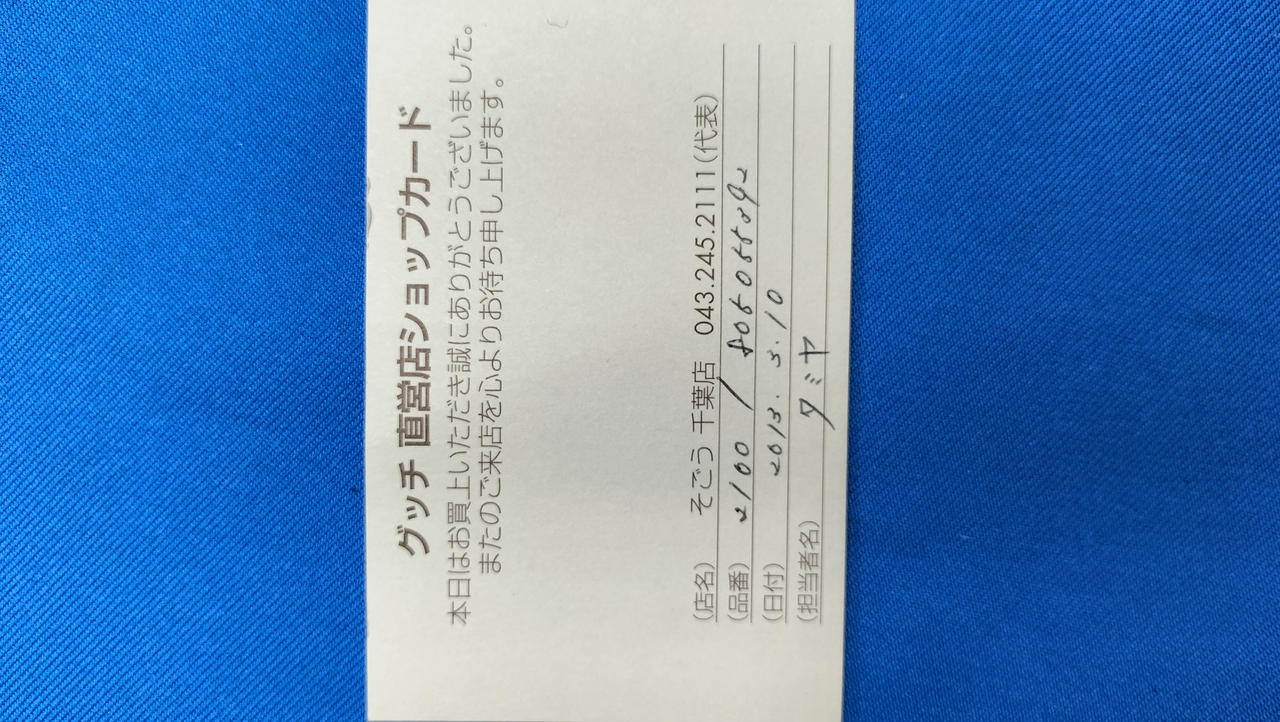 グッチ 直営店ショップカード
本日はお買上いただき誠にありがとうございました。
またのご来店を心よりお待ち申し上げます。
(店名) そごう 千葉店 043.245.2111(代表)
(品番) 2100 /
(日付) 2013. 3. 10
(担当者名) タミヤ